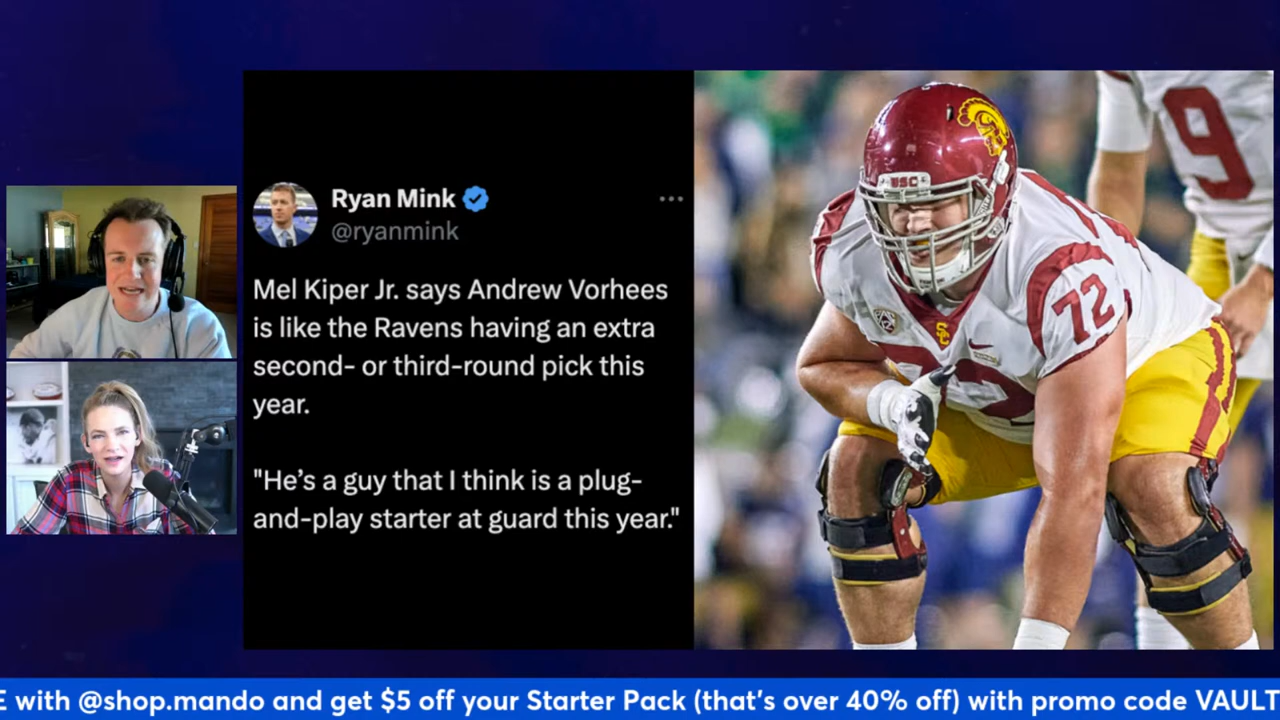 Ryan Mink
@ryanmink
Mel Kiper Jr. says Andrew Vorhees
is like the Ravens having an extra
second- or third-round pick this
year.
"He's a guy that I think is a plug-
and-play starter at guard this year."
USC
SC
72
9
E with @shop.mando and get $5 off your Starter Pack (that's over 40% off) with promo code VAULT